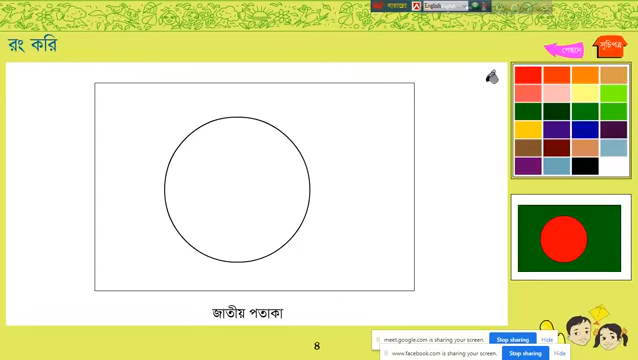 English
রং করি
পেছনে
সূচিপত্র
জাতীয় পতাকা
8
meet.google.com is sharing your screen.
Stop sharing
Hide
www.facebook.com is sharing your screen.
Stop sharing
Hide